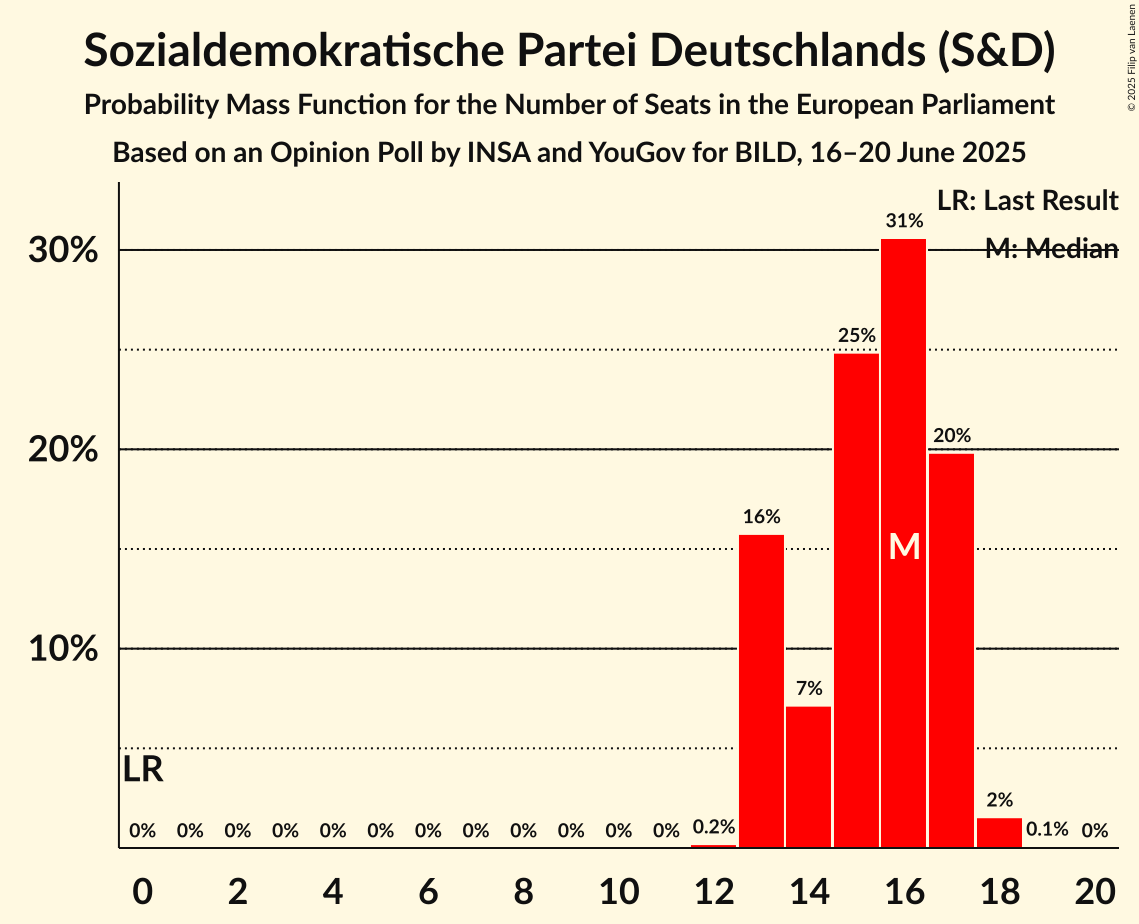 Sozialdemokratische Partei Deutschlands (S&D)
Probability Mass Function for the Number of Seats in the European Parliament
Based on an Opinion Poll by INSA and YouGov for BILD, 16–20 June 2025
© 2025 Filip van Laenen
LR: Last Result
M: Median
30%
20%
10%
31%
25%
20%
16%
M
7%
LR
2%
0% 0% 0% 0% 0% 0% 0% 0% 0% 0% 0% 0% 0.2% 0.1% 0%
0 2 4 6 8 10 12 14 16 18 20